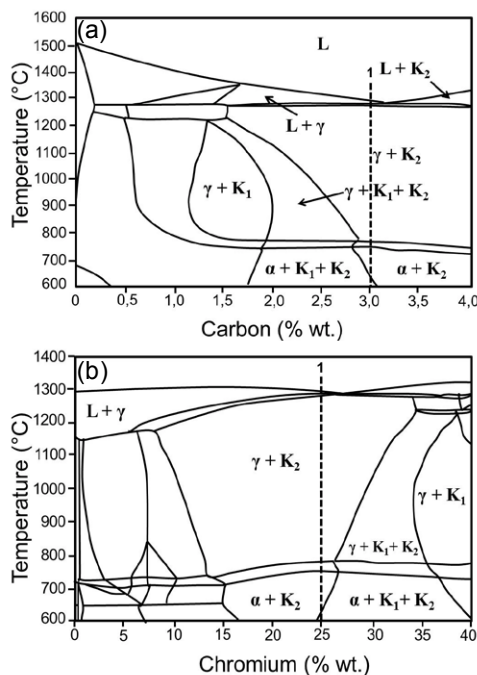 (a)
1600
1500
1400
1300
1200
1100
1000
900
800
700
600
Temperature (°C)
L
1
L + K₂
L + γ
γ + K₂
γ + K₁
γ + K₁ + K₂
α + K₁ + K₂
α + K₂
0
0,5
1,0
1,5
2,0
2,5
3,0
3,5
4,0
Carbon (% wt.)
(b)
1400
1300
1200
1100
1000
900
800
700
600
Temperature (°C)
1
L + γ
γ + K₂
γ + K₁
γ + K₁ + K₂
α + K₂
α + K₁ + K₂
0
5
10
15
20
25
30
35
40
Chromium (% wt.)